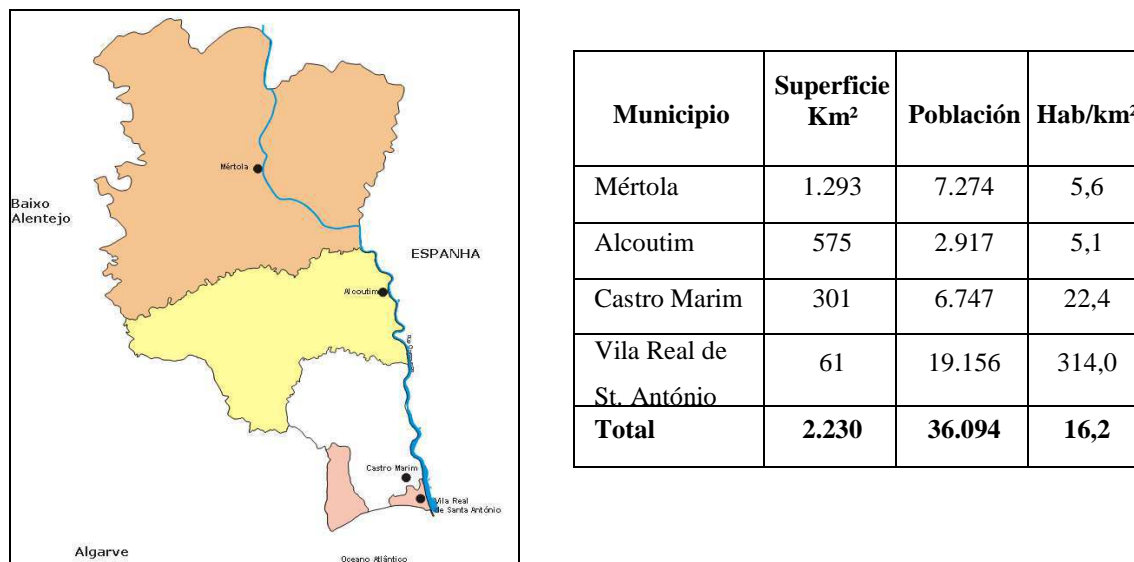 Mértola
Baixo
Alentejo
ESPANHA
Alcoutim
Castro Marim
Vila Real
de Santa António
Algarve
Oceano Atlântico
Municipio Superficie Km² Población Hab/km²
Mértola 1.293 7.274 5,6
Alcoutim 575 2.917 5,1
Castro Marim 301 6.747 22,4
Vila Real de
St. António 61 19.156 314,0
Total 2.230 36.094 16,2